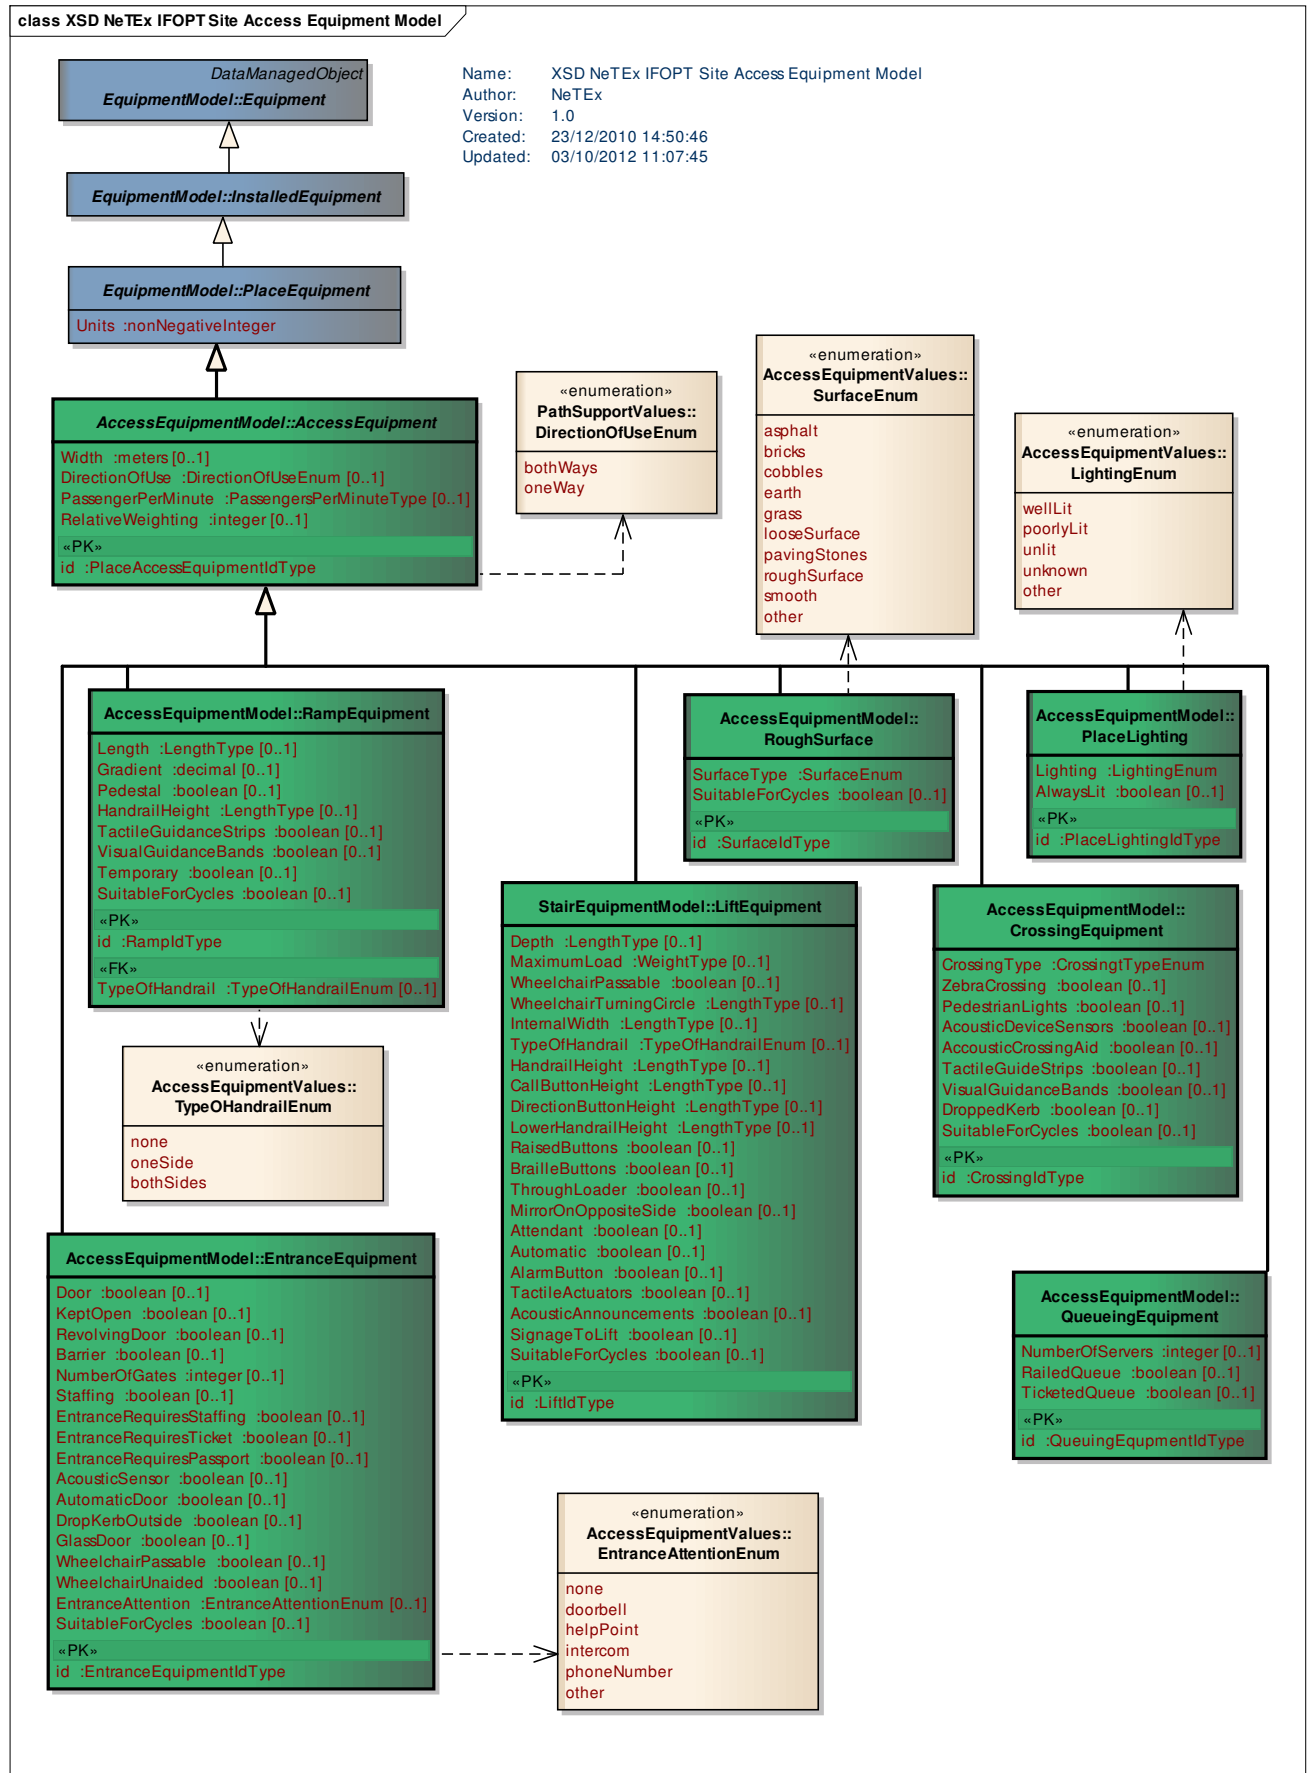 class XSD NeTEx IFOPT Site Access Equipment Model
DataManagedObject
EquipmentModel::Equipment
Name: XSD NeTEx IFOPT Site Access Equipment Model
Author: NeTEx
Version: 1.0
Created: 23/12/2010 14:50:46
Updated: 03/10/2012 11:07:45
EquipmentModel::InstalledEquipment
EquipmentModel::PlaceEquipment
Units :nonNegativeInteger
AccessEquipmentModel::AccessEquipment
Width :meters [0..1]
DirectionOfUse :DirectionOfUseEnum [0..1]
PassengerPerMinute :PassengersPerMinuteType [0..1]
RelativeWeighting :integer [0..1]
«PK»
id :PlaceAccessEquipmentIdType
«enumeration»
PathSupportValues::
DirectionOfUseEnum
bothWays
oneWay
«enumeration»
AccessEquipmentValues::
SurfaceEnum
asphalt
bricks
cobbles
earth
grass
looseSurface
pavingStones
roughSurface
smooth
other
«enumeration»
AccessEquipmentValues::
LightingEnum
wellLit
poorlyLit
unlit
unknown
other
AccessEquipmentModel::RampEquipment
Length :LengthType [0..1]
Gradient :decimal [0..1]
Pedestal :boolean [0..1]
HandrailHeight :LengthType [0..1]
TactileGuidanceStrips :boolean [0..1]
VisualGuidanceBands :boolean [0..1]
Temporary :boolean [0..1]
SuitableForCycles :boolean [0..1]
«PK»
id :RampIdType
«FK»
TypeOfHandrail :TypeOfHandrailEnum [0..1]
AccessEquipmentModel::
RoughSurface
SurfaceType :SurfaceEnum
SuitableForCycles :boolean [0..1]
«PK»
id :SurfaceIdType
AccessEquipmentModel::
PlaceLighting
Lighting :LightingEnum
AlwaysLit :boolean [0..1]
«PK»
id :PlaceLightingIdType
StairEquipmentModel::LiftEquipment
Depth :LengthType [0..1]
MaximumLoad :WeightType [0..1]
WheelchairPassable :boolean [0..1]
WheelchairTurningCircle :LengthType [0..1]
InternalWidth :LengthType [0..1]
TypeOfHandrail :TypeOfHandrailEnum [0..1]
HandrailHeight :LengthType [0..1]
CallButtonHeight :LengthType [0..1]
DirectionButtonHeight :LengthType [0..1]
LowerHandrailHeight :LengthType [0..1]
RaisedButtons :boolean [0..1]
BrailleButtons :boolean [0..1]
ThroughLoader :boolean [0..1]
MirrorOnOppositeSide :boolean [0..1]
Attendant :boolean [0..1]
Automatic :boolean [0..1]
AlarmButton :boolean [0..1]
TactileActuators :boolean [0..1]
AcousticAnnouncements :boolean [0..1]
SignageToLift :boolean [0..1]
SuitableForCycles :boolean [0..1]
«PK»
id :LiftIdType
AccessEquipmentModel::
CrossingEquipment
CrossingType :CrossingtTypeEnum
ZebraCrossing :boolean [0..1]
PedestrianLights :boolean [0..1]
AcousticDeviceSensors :boolean [0..1]
AccousticCrossingAid :boolean [0..1]
TactileGuideStrips :boolean [0..1]
VisualGuidanceBands :boolean [0..1]
DroppedKerb :boolean [0..1]
SuitableForCycles :boolean [0..1]
«PK»
id :CrossingIdType
«enumeration»
AccessEquipmentValues::
TypeOHandrailEnum
none
oneSide
bothSides
AccessEquipmentModel::EntranceEquipment
Door :boolean [0..1]
KeptOpen :boolean [0..1]
RevolvingDoor :boolean [0..1]
Barrier :boolean [0..1]
NumberOfGates :integer [0..1]
Staffing :boolean [0..1]
EntranceRequiresStaffing :boolean [0..1]
EntranceRequiresTicket :boolean [0..1]
EntranceRequiresPassport :boolean [0..1]
AcousticSensor :boolean [0..1]
AutomaticDoor :boolean [0..1]
DropKerbOutside :boolean [0..1]
GlassDoor :boolean [0..1]
WheelchairPassable :boolean [0..1]
WheelchairUnaided :boolean [0..1]
EntranceAttention :EntranceAttentionEnum [0..1]
SuitableForCycles :boolean [0..1]
«PK»
id :EntranceEquipmentIdType
AccessEquipmentModel::
QueueingEquipment
NumberOfServers :integer [0..1]
RailedQueue :boolean [0..1]
TicketedQueue :boolean [0..1]
«PK»
id :QueuingEqupmentIdType
«enumeration»
AccessEquipmentValues::
EntranceAttentionEnum
none
doorbell
helpPoint
intercom
phoneNumber
other